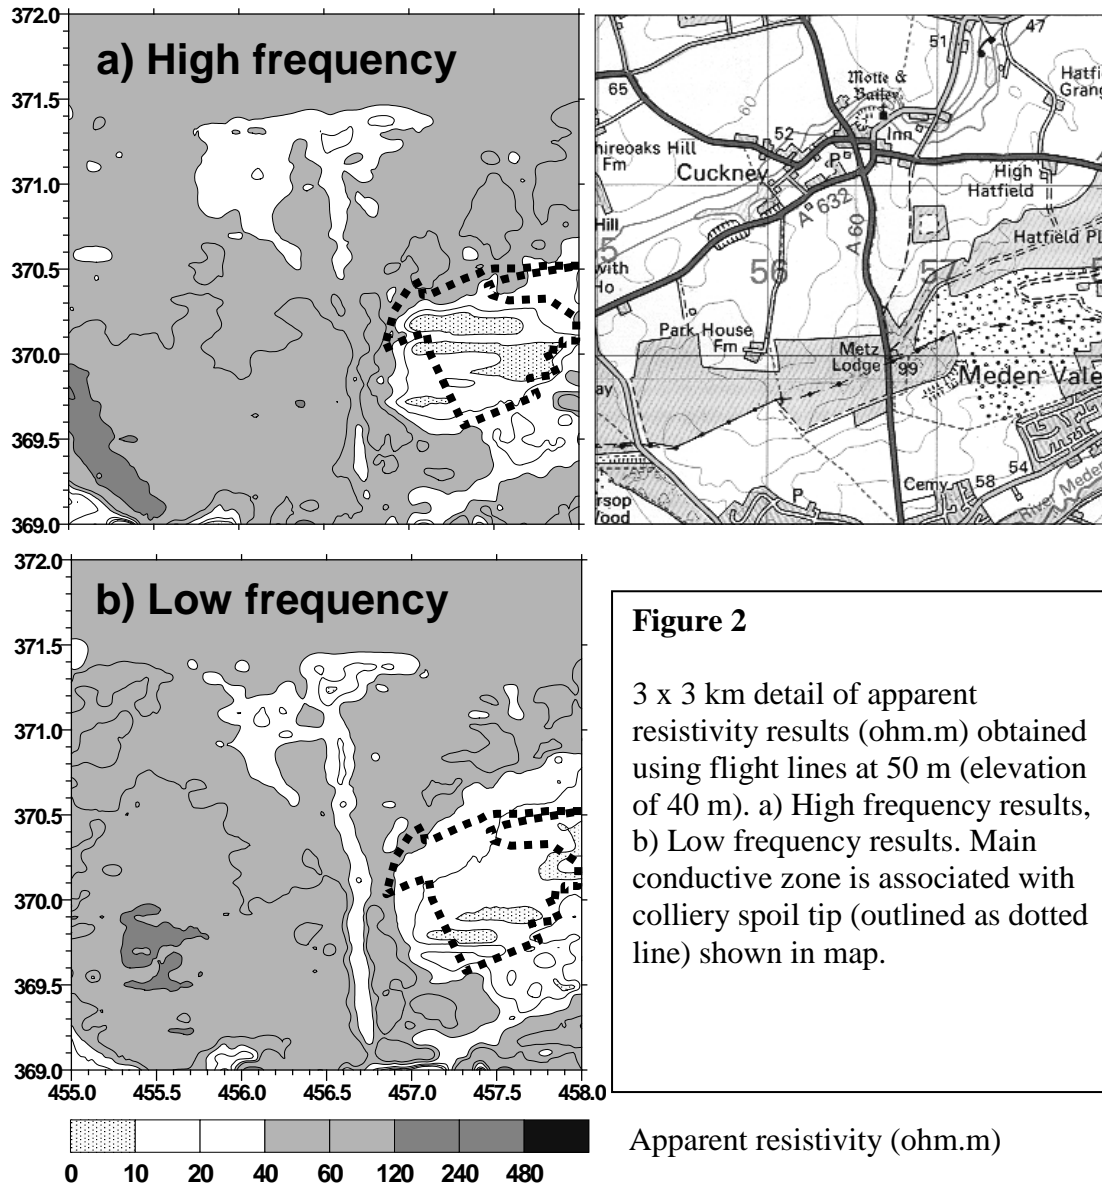 372.0
a) High frequency
371.5
371.0
370.5
370.0
369.5
369.0
51
47
65
Motte &
Bailey
Hatfi
Grang
52
Inn
hireoaks Hill
Fm
P
Cuckney
High
Hatfield
A 632
Hill
A 60
Hatfield Pl
5
with
Ho
56
57
5
Park House
Fm
Metz
Lodge
99
Meden Vale
ay
54
Cemy
58
P
rsop
ood
River Meden
372.0
b) Low frequency
371.5
371.0
370.5
370.0
369.5
369.0
455.0 455.5 456.0 456.5 457.0 457.5 458.0
Figure 2
3 x 3 km detail of apparent
resistivity results (ohm.m) obtained
using flight lines at 50 m (elevation
of 40 m). a) High frequency results,
b) Low frequency results. Main
conductive zone is associated with
colliery spoil tip (outlined as dotted
line) shown in map.
0 10 20 40 60 120 240 480
Apparent resistivity (ohm.m)